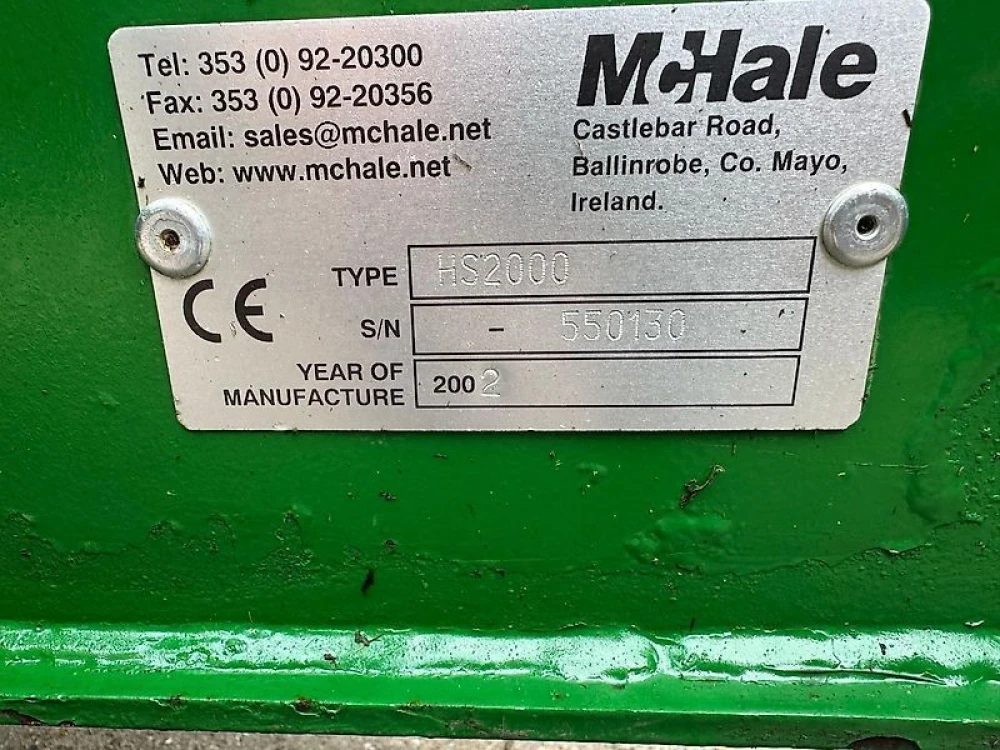 Tel: 353 (0) 92-20300
Fax: 353 (0) 92-20356
Email: sales@mchale.net
Web: www.mchale.net
McHale
Castlebar Road,
Ballinrobe, Co. Mayo,
Ireland.
CE
TYPE HS2000
S/N - 550130
YEAR OF
MANUFACTURE 2002